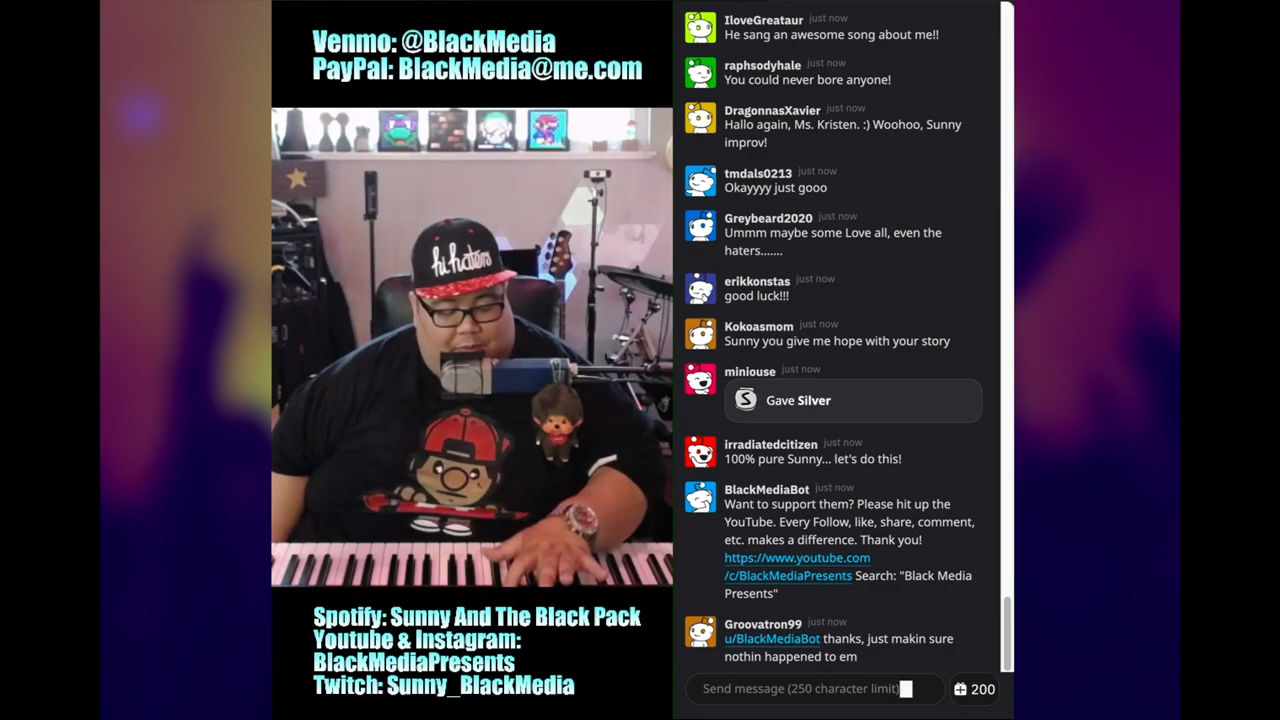 Venmo: @BlackMedia
PayPal: BlackMedia@me.com
hi haters
Spotify: Sunny And The Black Pack
Youtube & Instagram:
BlackMediaPresents
Twitch: Sunny_BlackMedia
IloveGreataur just now
He sang an awesome song about me!!
raphsodyhale just now
You could never bore anyone!
DragonnasXavier just now
Hallo again, Ms. Kristen. :) Woohoo, Sunny
improv!
tmdals0213 just now
Okayyyy just gooo
Greybeard2020 just now
Ummm maybe some Love all, even the
haters.......
erikkonstas just now
good luck!!!
Kokoasmom just now
Sunny you give me hope with your story
miniouse just now
S Gave Silver
irradiatedcitizen just now
100% pure Sunny... let's do this!
BlackMediaBot just now
Want to support them? Please hit up the
YouTube. Every Follow, like, share, comment,
etc. makes a difference. Thank you!
https://www.youtube.com
/c/BlackMediaPresents Search: "Black Media
Presents"
Groovatron99 just now
u/BlackMediaBot thanks, just makin sure
nothin happened to em
Send message (250 character limit)
200